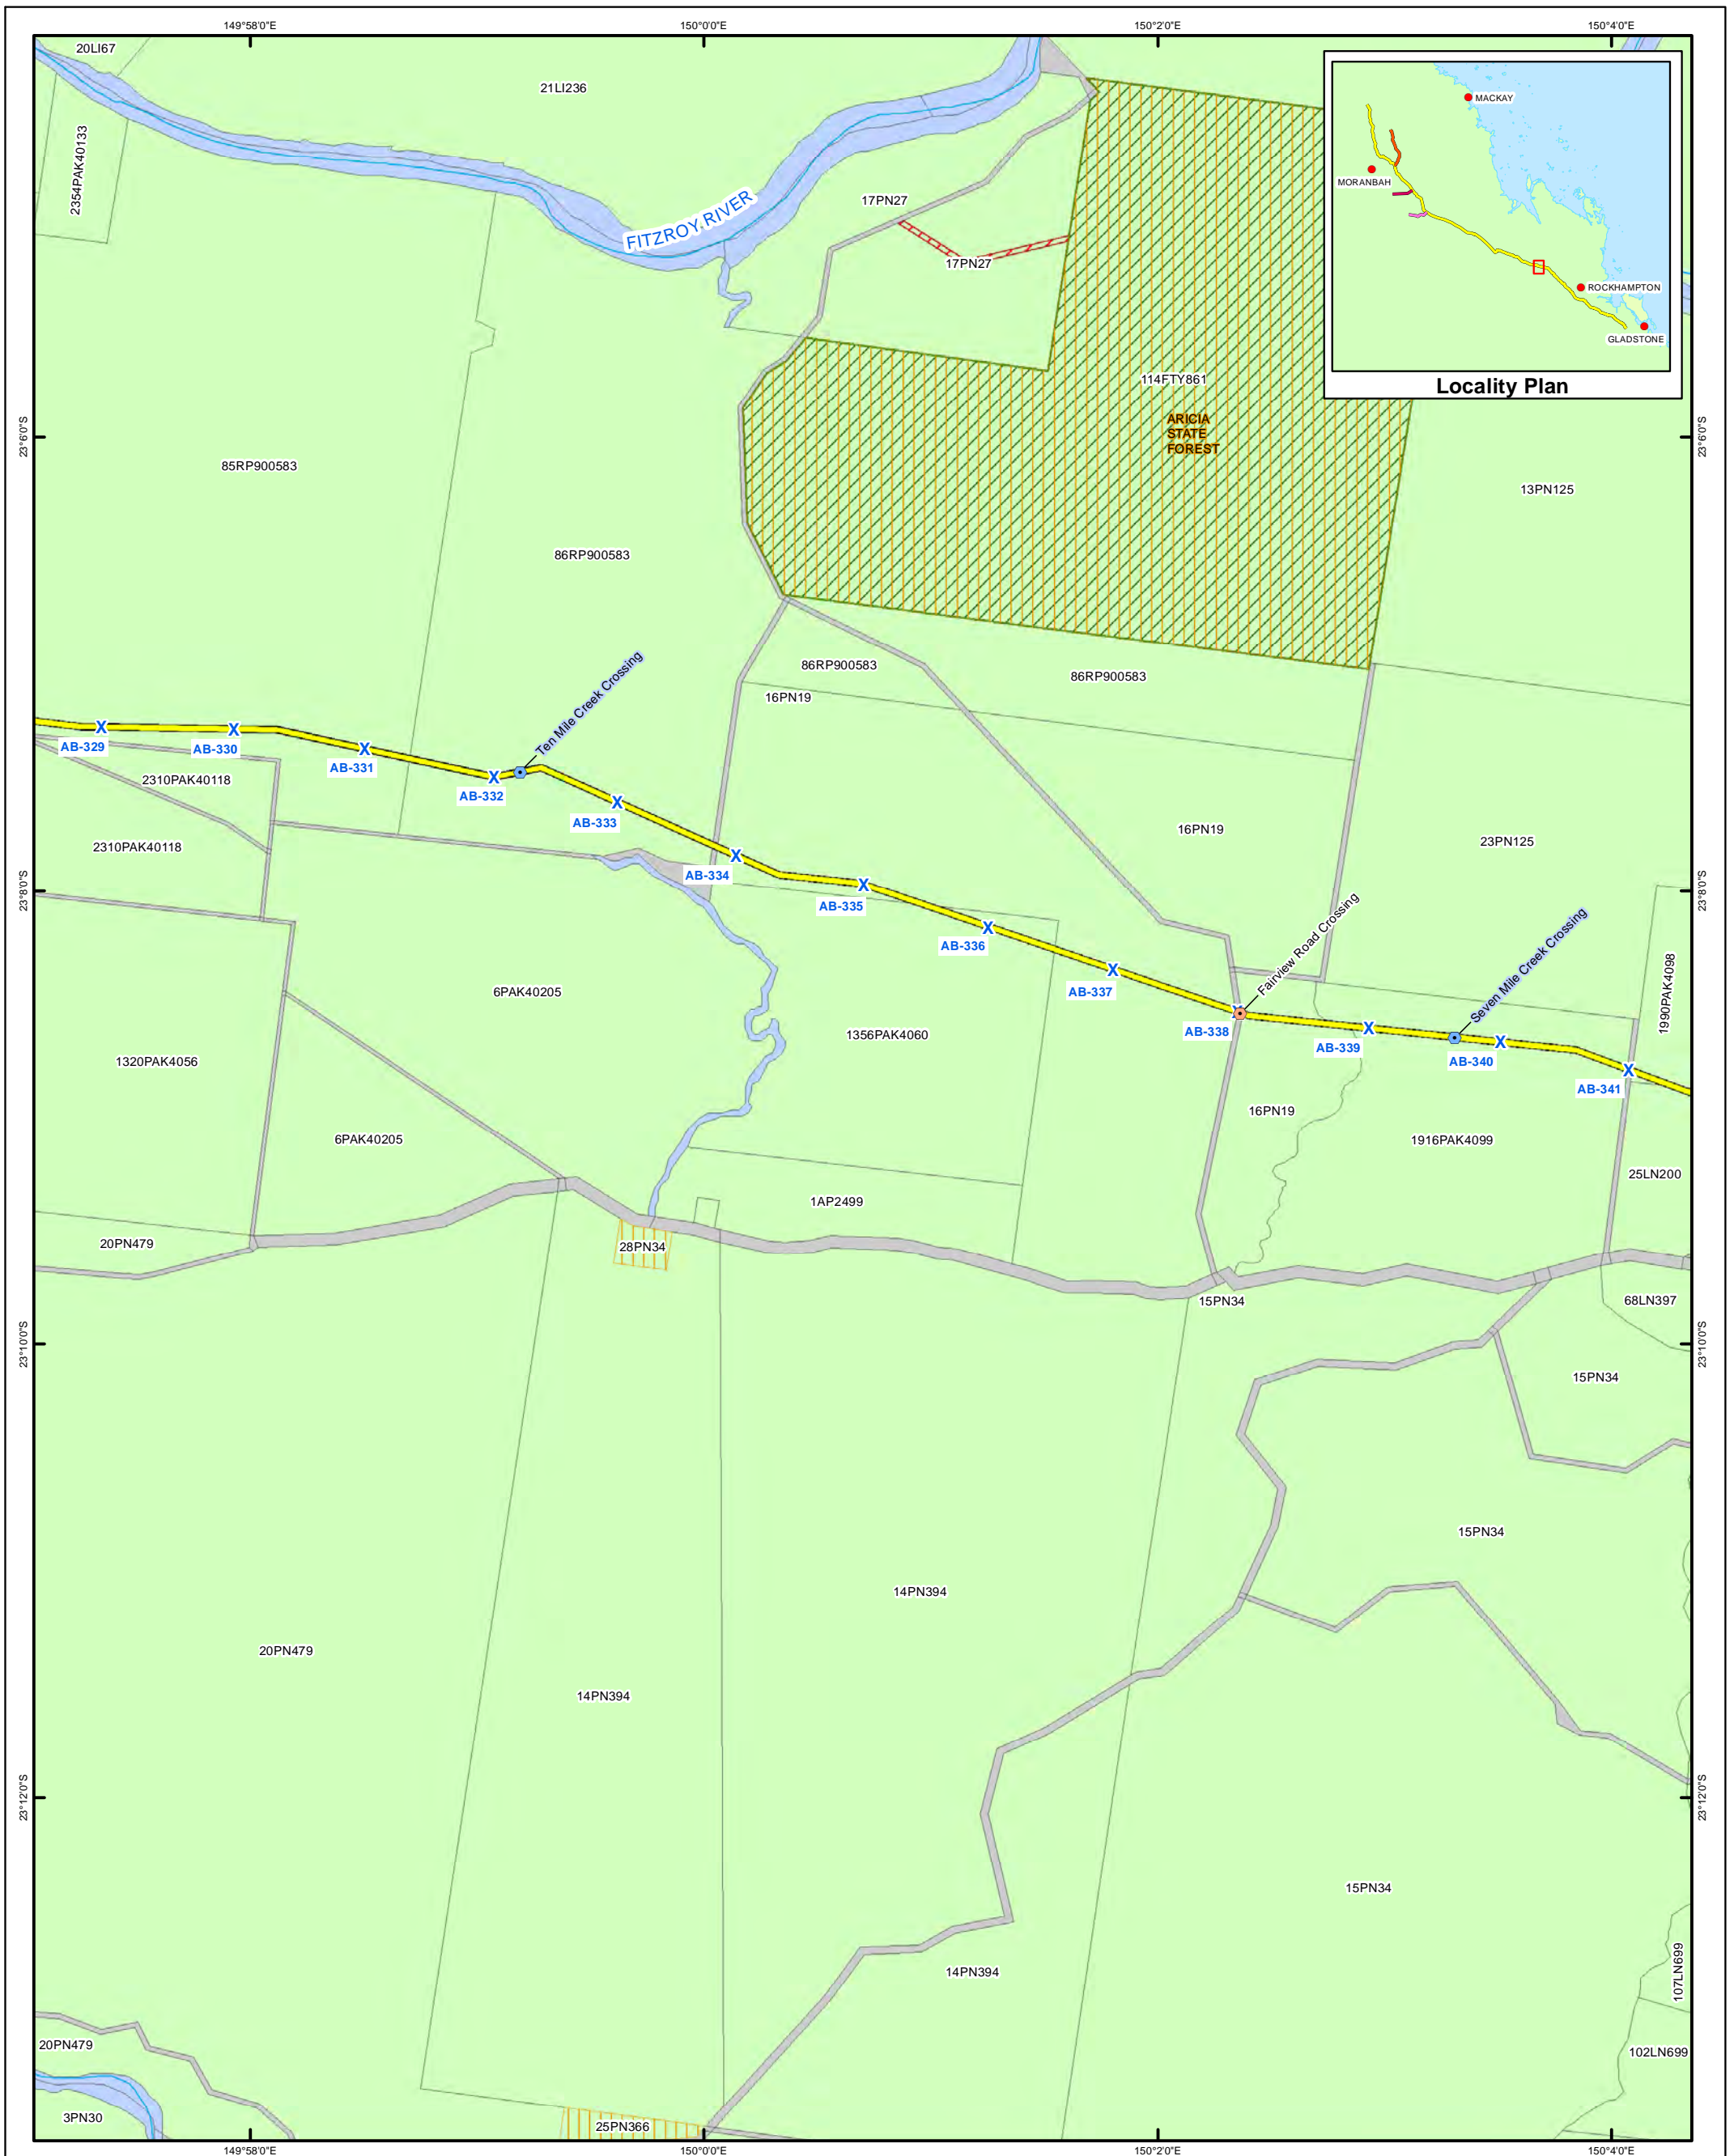 149°58'0"E
150°0'0"E
150°2'0"E
150°4'0"E
20LI67
21LI236
2354PAK40133
MACKAY
MORANBAH
ROCKHAMPTON
GLADSTONE
Locality Plan
FITZROY RIVER
17PN27
17PN27
114FTY861
ARICIA
STATE
FOREST
23°6'0"S
23°6'0"S
85RP900583
13PN125
86RP900583
86RP900583
86RP900583
16PN19
Ten Mile Creek Crossing
AB-329
AB-330
AB-331
AB-332
2310PAK40118
AB-333
16PN19
23PN125
2310PAK40118
AB-334
23°8'0"S
23°8'0"S
AB-335
AB-336
Fairview Road Crossing
Seven Mile Creek Crossing
1990PAK4098
6PAK40205
AB-337
AB-338
1356PAK4060
AB-339
AB-340
1320PAK4056
AB-341
16PN19
6PAK40205
1916PAK4099
25LN200
1AP2499
20PN479
28PN34
15PN34
68LN397
23°10'0"S
23°10'0"S
15PN34
15PN34
14PN394
20PN479
14PN394
23°12'0"S
23°12'0"S
15PN34
14PN394
107LN699
20PN479
102LN699
3PN30
25PN366
149°58'0"E
150°0'0"E
150°2'0"E
150°4'0"E